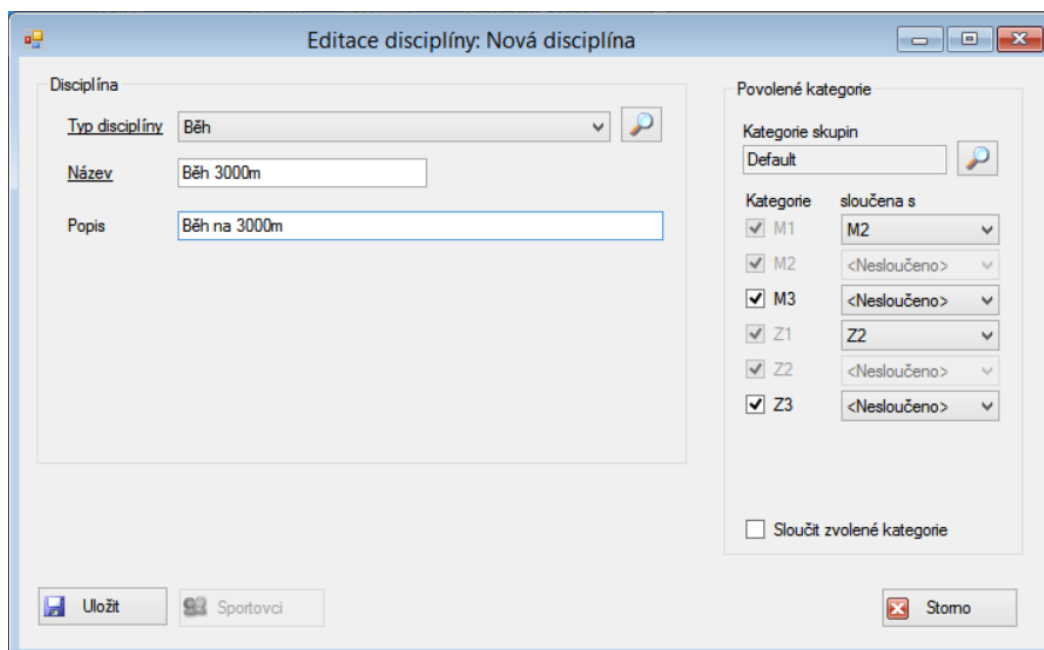 Editace disciplíny: Nová disciplína
Disciplína
Typ disciplíny Běh
Název Běh 3000m
Popis Běh na 3000m
Povolené kategorie
Kategorie skupin
Default
Kategorie sloučena s
M1 M2
M2 <Nesloučeno>
M3 <Nesloučeno>
Z1 Z2
Z2 <Nesloučeno>
Z3 <Nesloučeno>
Sloučit zvolené kategorie
Uložit Sportovci Storno